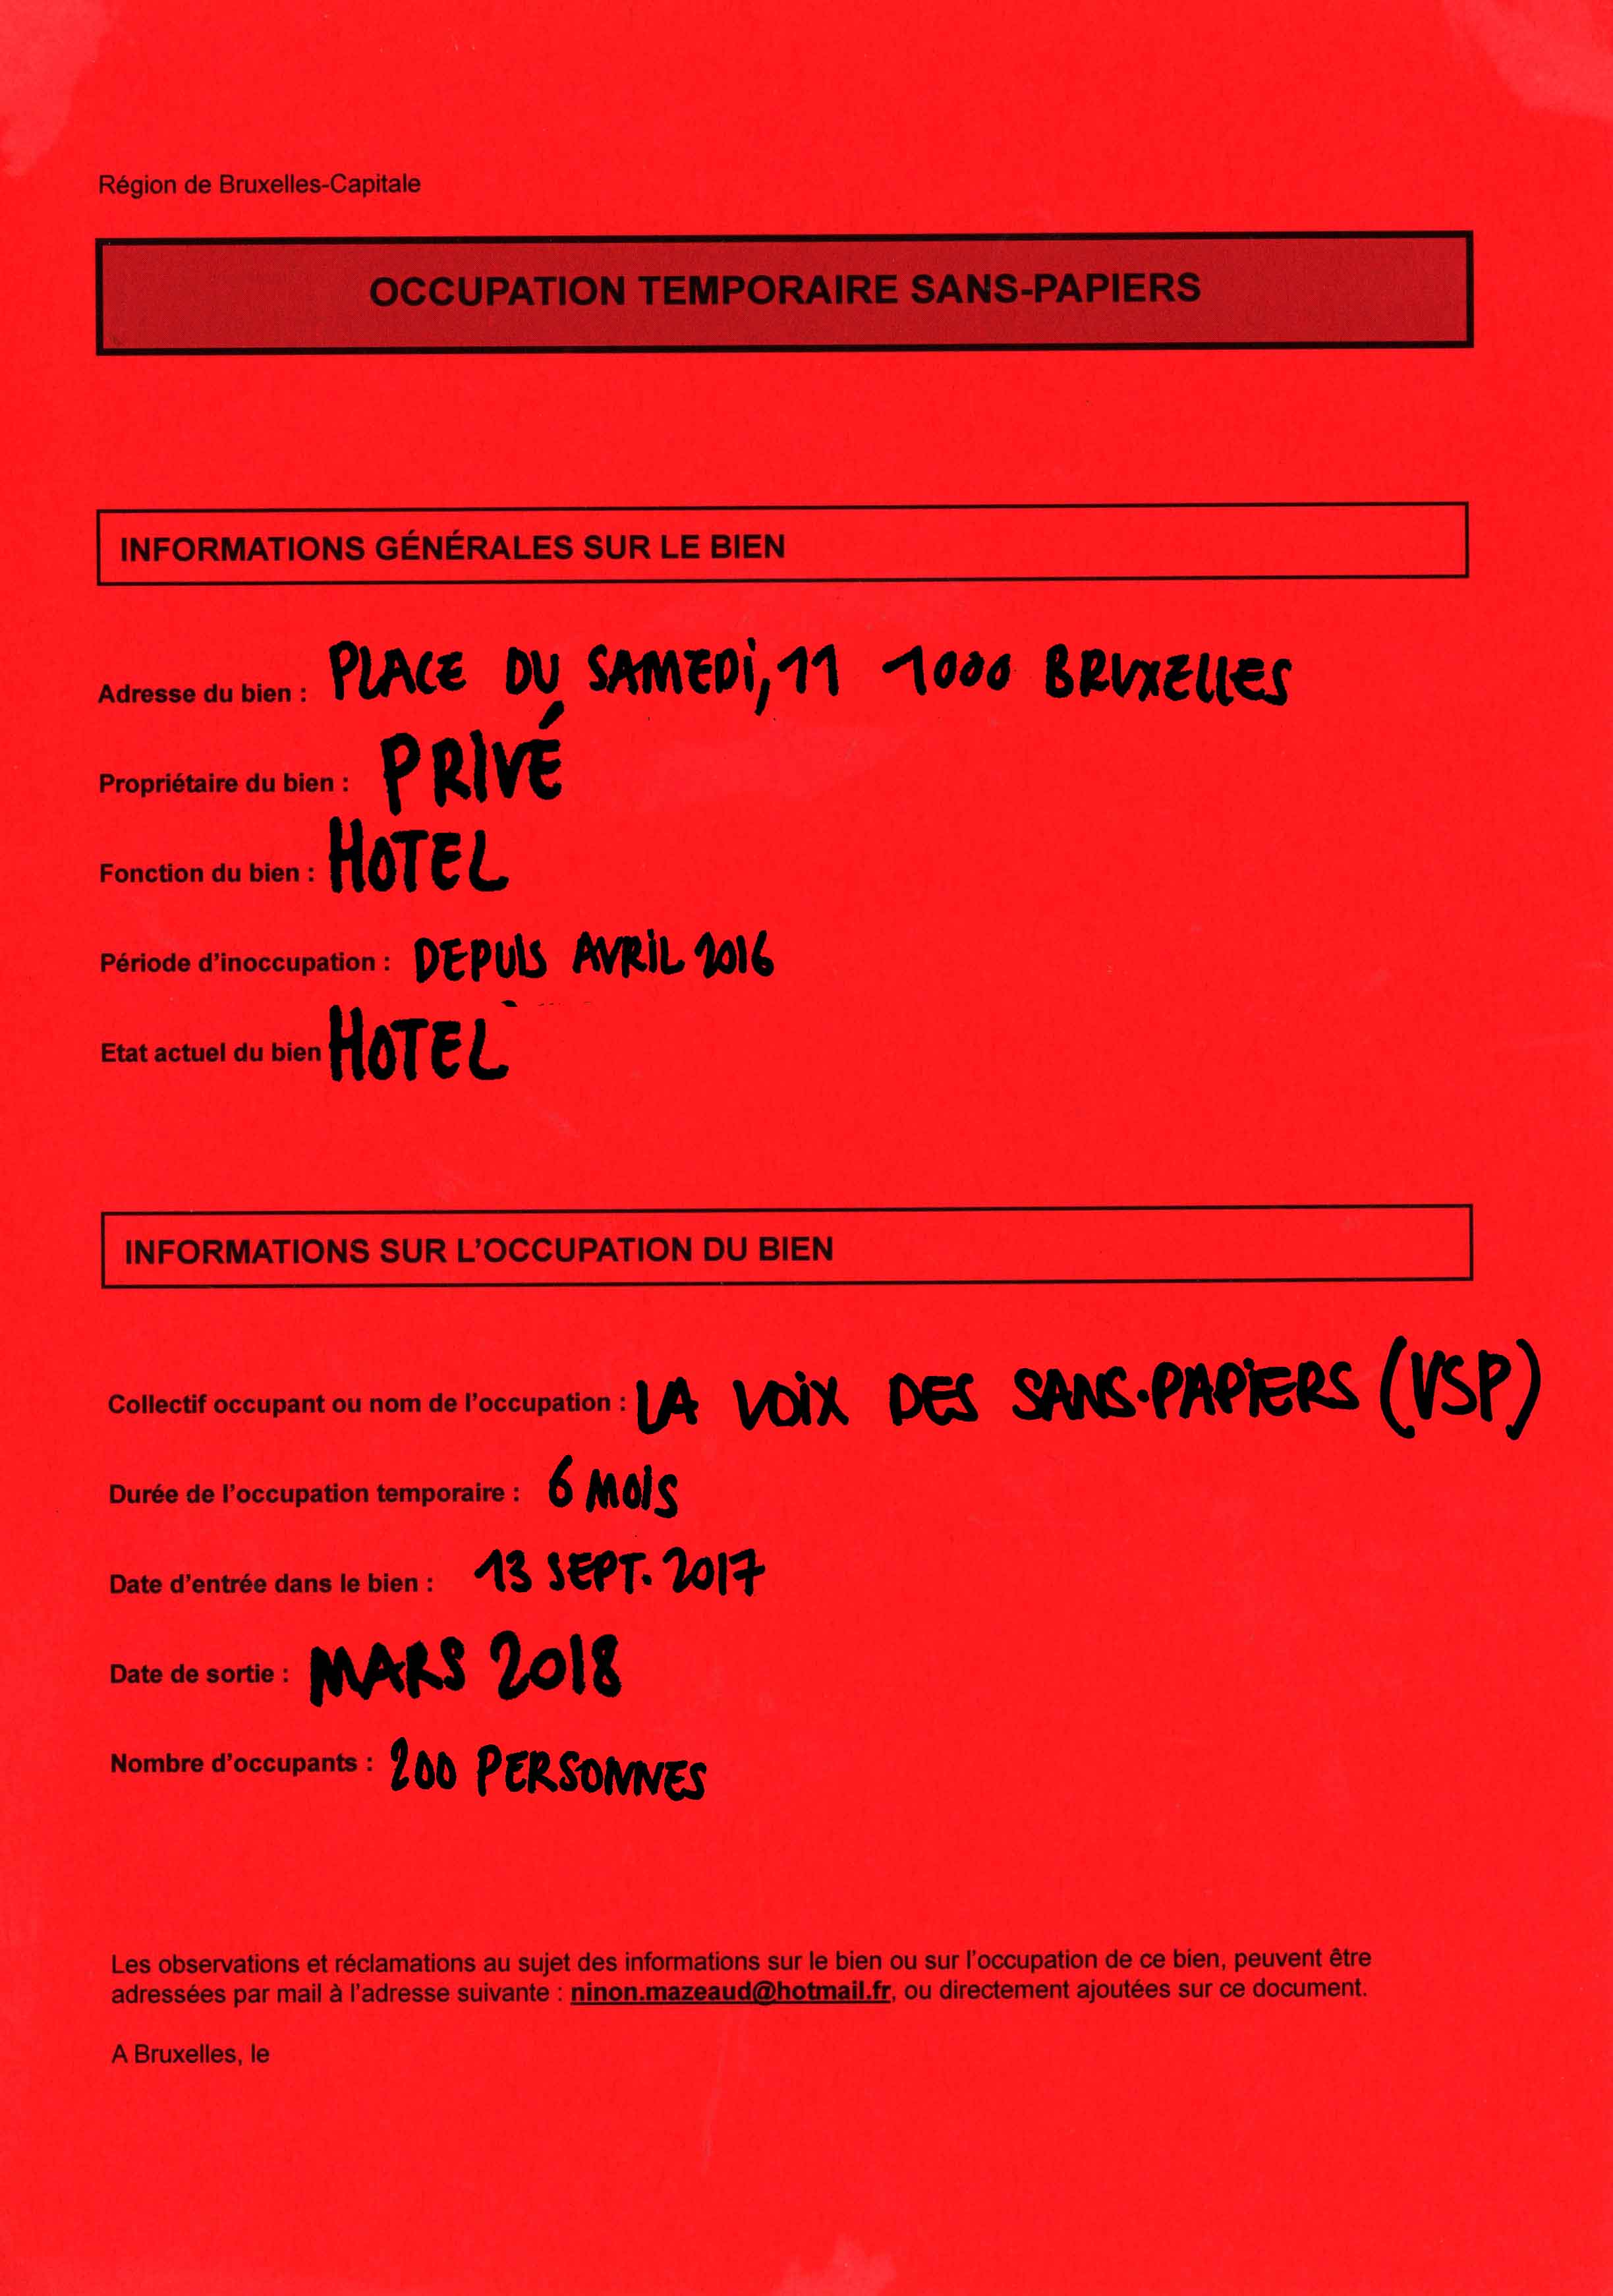 Région de Bruxelles-Capitale
OCCUPATION TEMPORAIRE SANS-PAPIERS
INFORMATIONS GÉNÉRALES SUR LE BIEN
Adresse du bien : PLACE DU SAMEDI, 11 1000 BRUXELLES
Propriétaire du bien : PRIVÉ
Fonction du bien : HOTEL
Période d'inoccupation : DEPUIS AVRIL 2016
Etat actuel du bien HOTEL
INFORMATIONS SUR L'OCCUPATION DU BIEN
Collectif occupant ou nom de l'occupation : LA VOIX DES SANS-PAPIERS (VSP)
Durée de l'occupation temporaire : 6 MOIS
Date d'entrée dans le bien : 13 SEPT. 2017
Date de sortie : MARS 2018
Nombre d'occupants : 200 PERSONNES
Les observations et réclamations au sujet des informations sur le bien ou sur l'occupation de ce bien, peuvent être
adressées par mail à l'adresse suivante : ninon.mazeaud@hotmail.fr, ou directement ajoutées sur ce document.
A Bruxelles, le